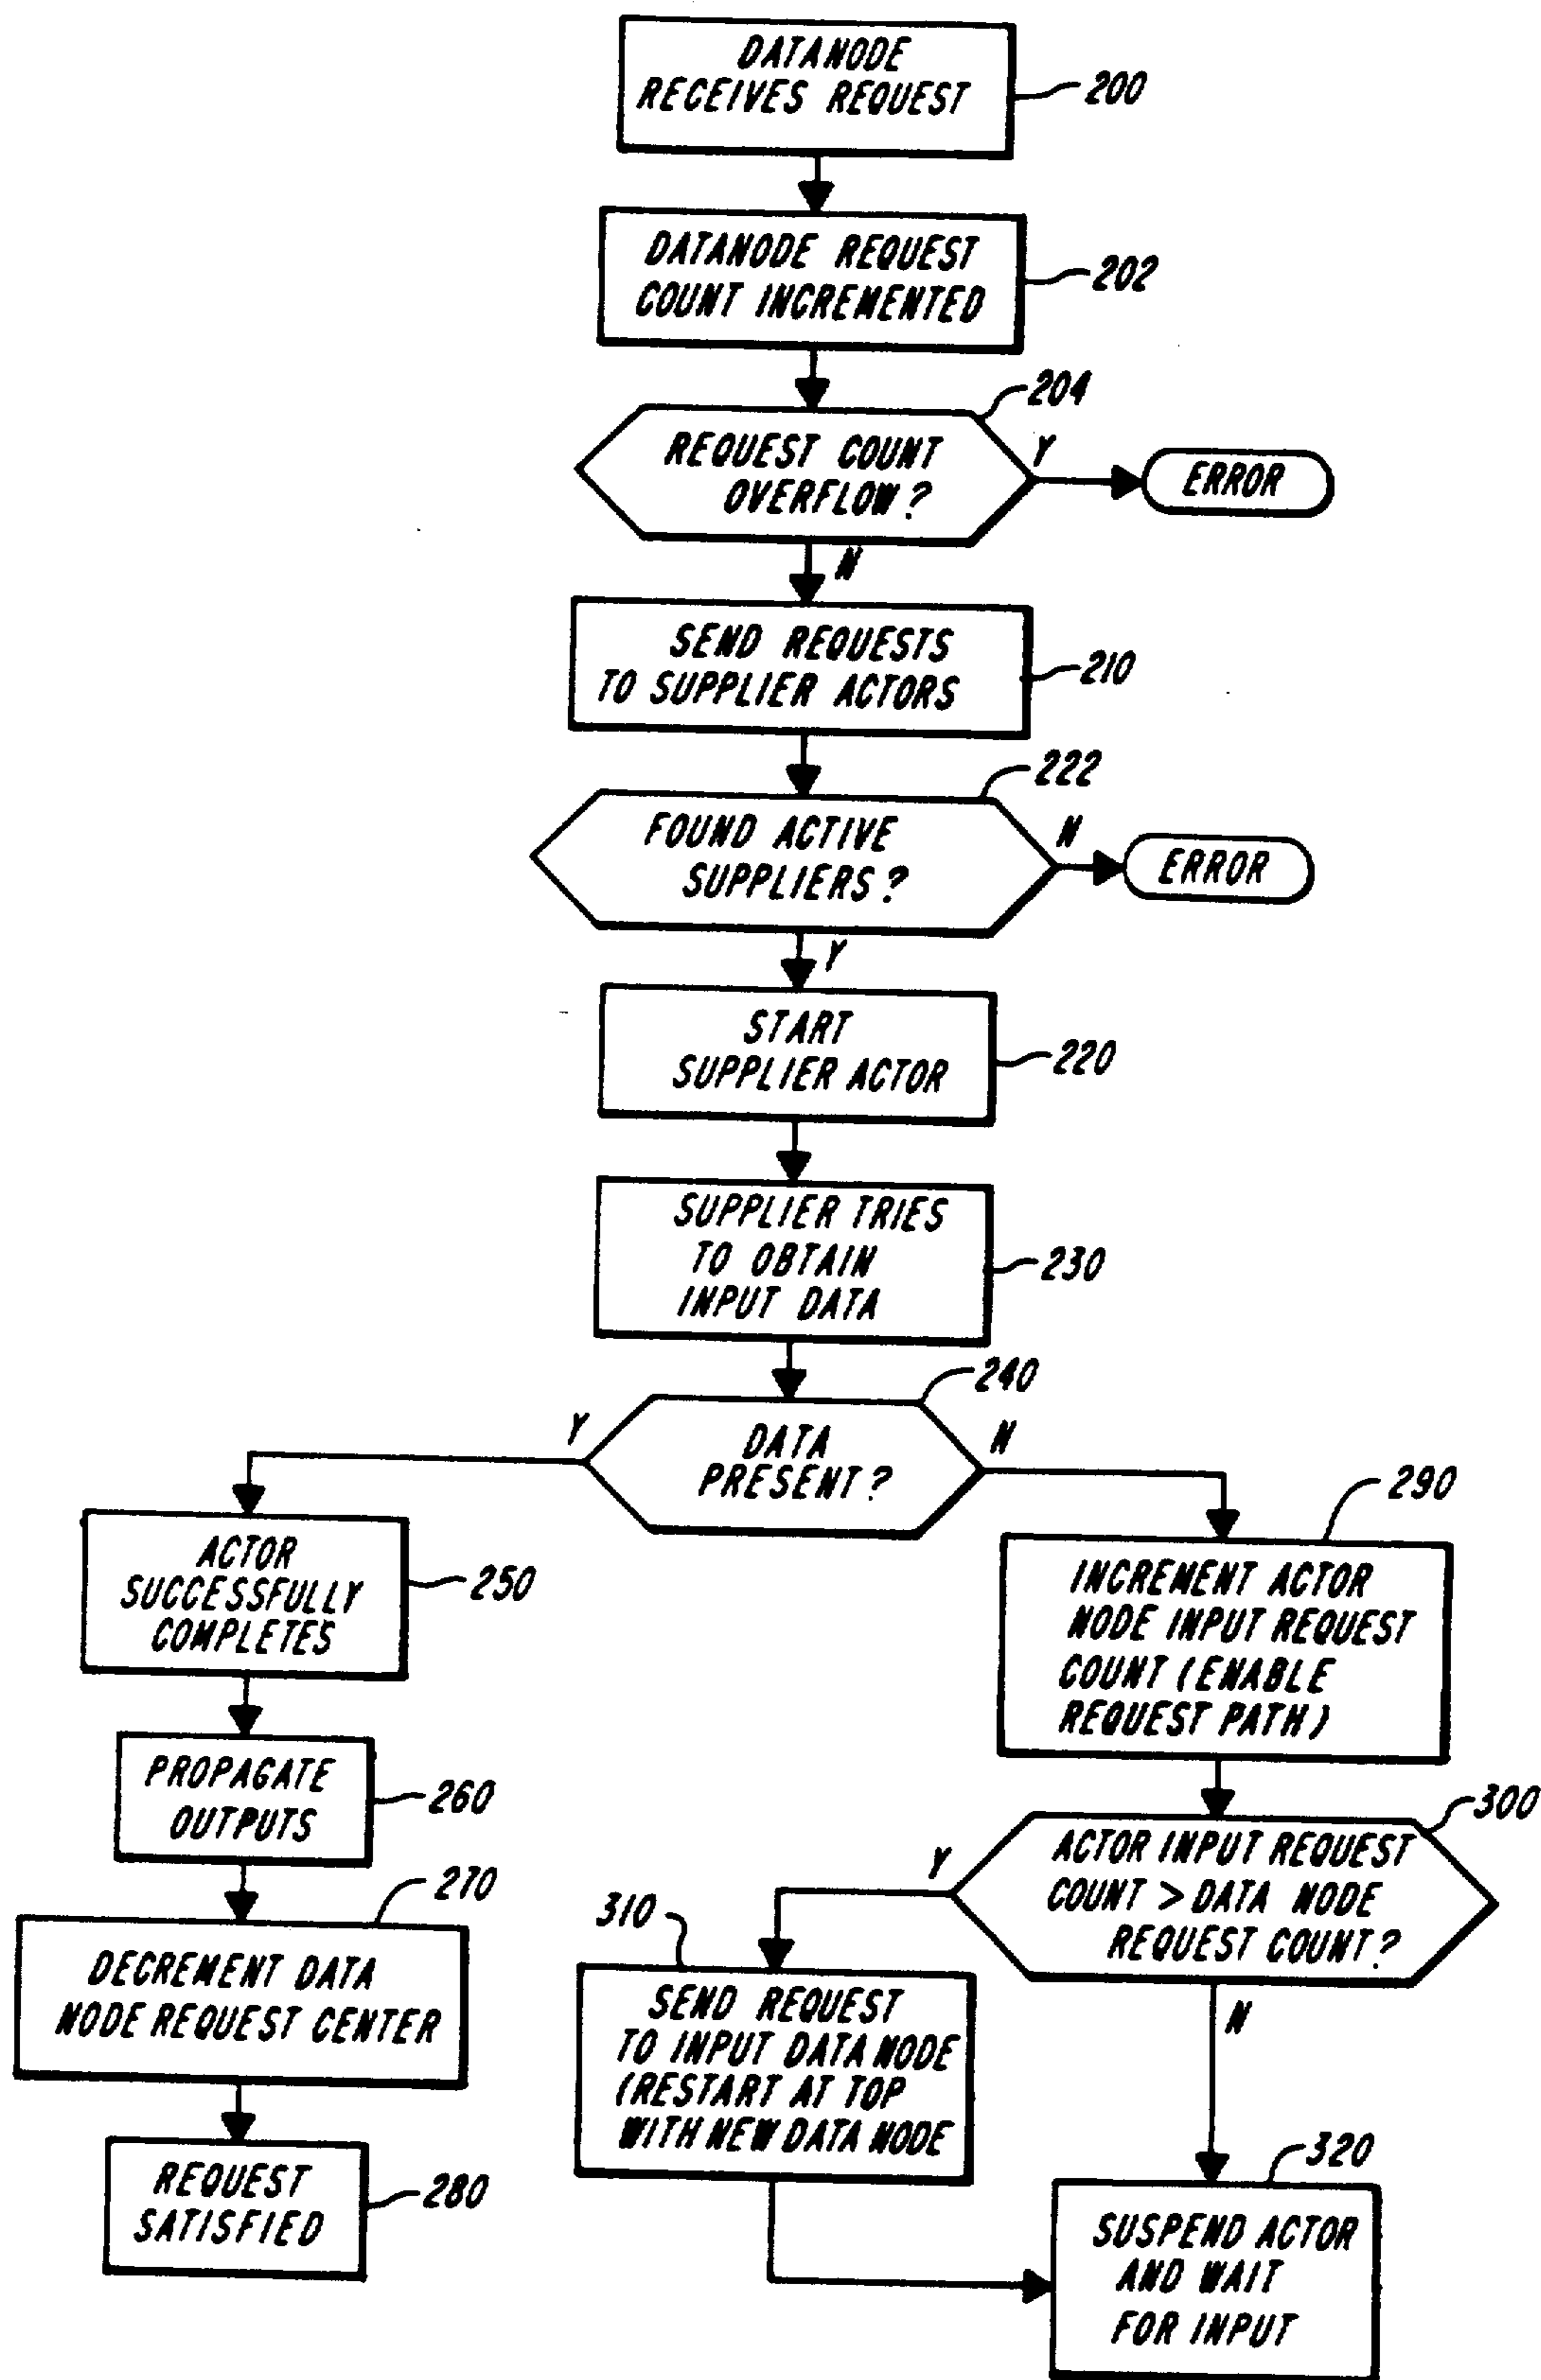 DATANODE
RECEIVES REQUEST
200
DATANODE REQUEST
COUNT INCREMENTED
202
204
REQUEST COUNT
OVERFLOW?
Y
ERROR
N
SEND REQUESTS
TO SUPPLIER ACTORS
210
222
FOUND ACTIVE
SUPPLIERS?
N
ERROR
Y
START
SUPPLIER ACTOR
220
SUPPLIER TRIES
TO OBTAIN
INPUT DATA
230
240
DATA
PRESENT?
Y
N
ACTOR
SUCCESSFULLY
COMPLETES
250
PROPAGATE
OUTPUTS
260
270
DECREMENT DATA
NODE REQUEST CENTER
REQUEST
SATISFIED
280
290
INCREMENT ACTOR
NODE INPUT REQUEST
COUNT (ENABLE
REQUEST PATH)
300
ACTOR INPUT REQUEST
COUNT > DATA NODE
REQUEST COUNT?
Y
N
310
SEND REQUEST
TO INPUT DATA NODE
(RESTART AT TOP
WITH NEW DATA NODE
320
SUSPEND ACTOR
AND WAIT
FOR INPUT